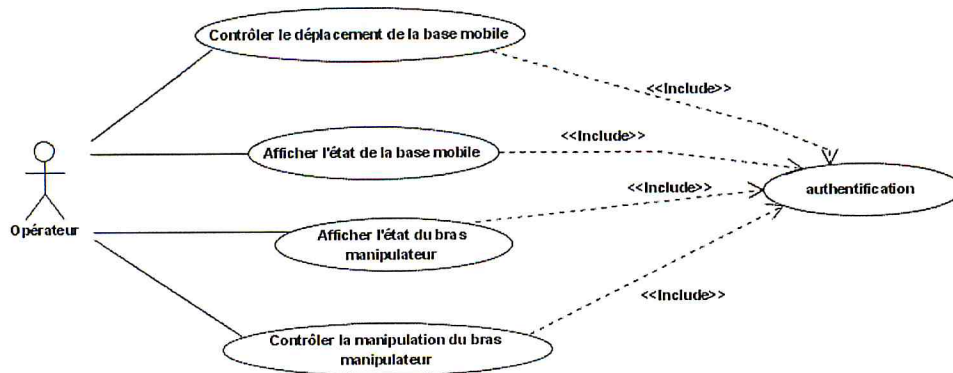 Contrôler le déplacement de la base mobile
<<Include>>
Afficher l'état de la base mobile
<<Include>>
Opérateur
<<Include>>
authentification
Afficher l'état du bras
manipulateur
<<Include>>
Contrôler la manipulation du bras
manipulateur